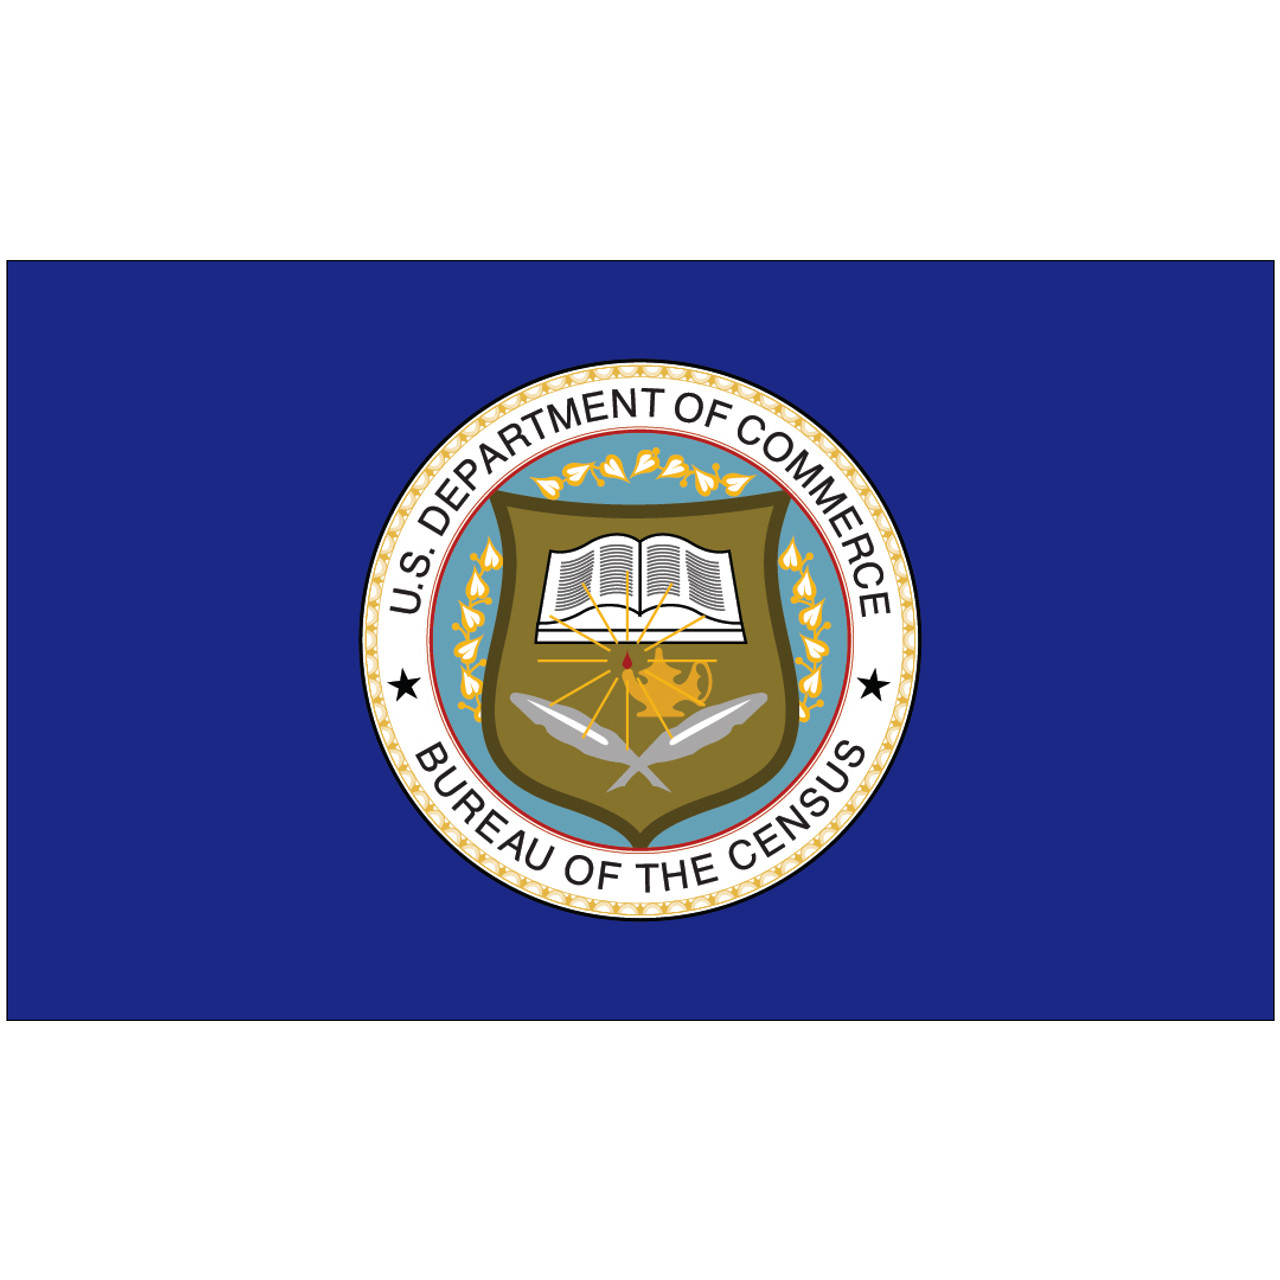 U.S. DEPARTMENT OF COMMERCE
BUREAU OF THE CENSUS